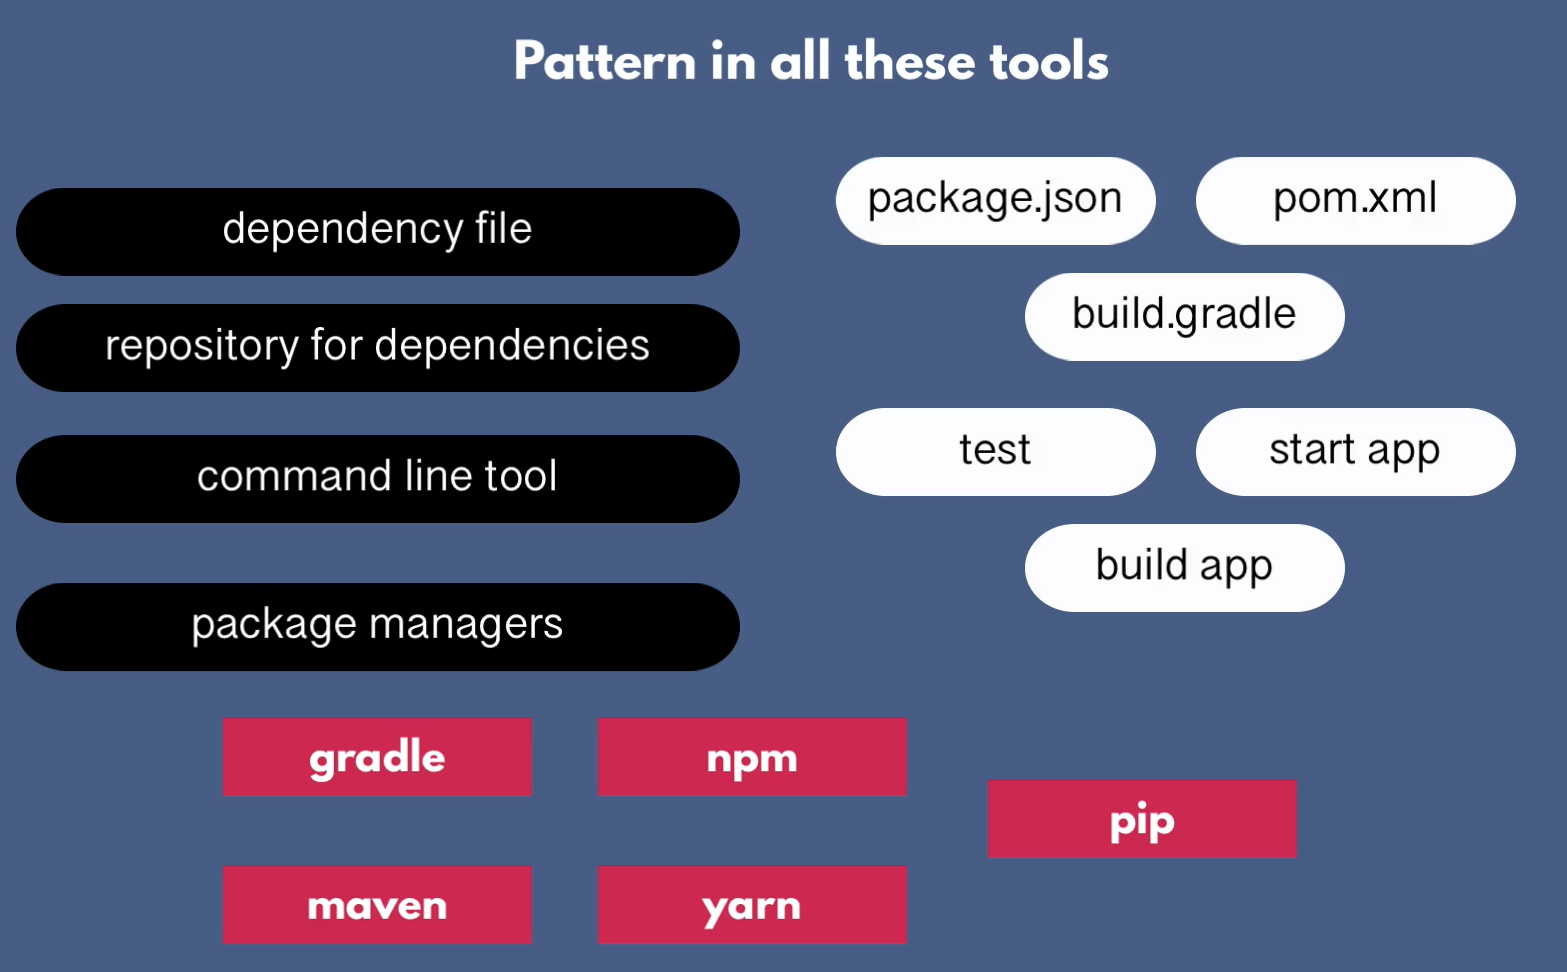 Pattern in all these tools
dependency file
repository for dependencies
command line tool
package managers
package.json
pom.xml
build.gradle
test
start app
build app
gradle
npm
pip
maven
yarn